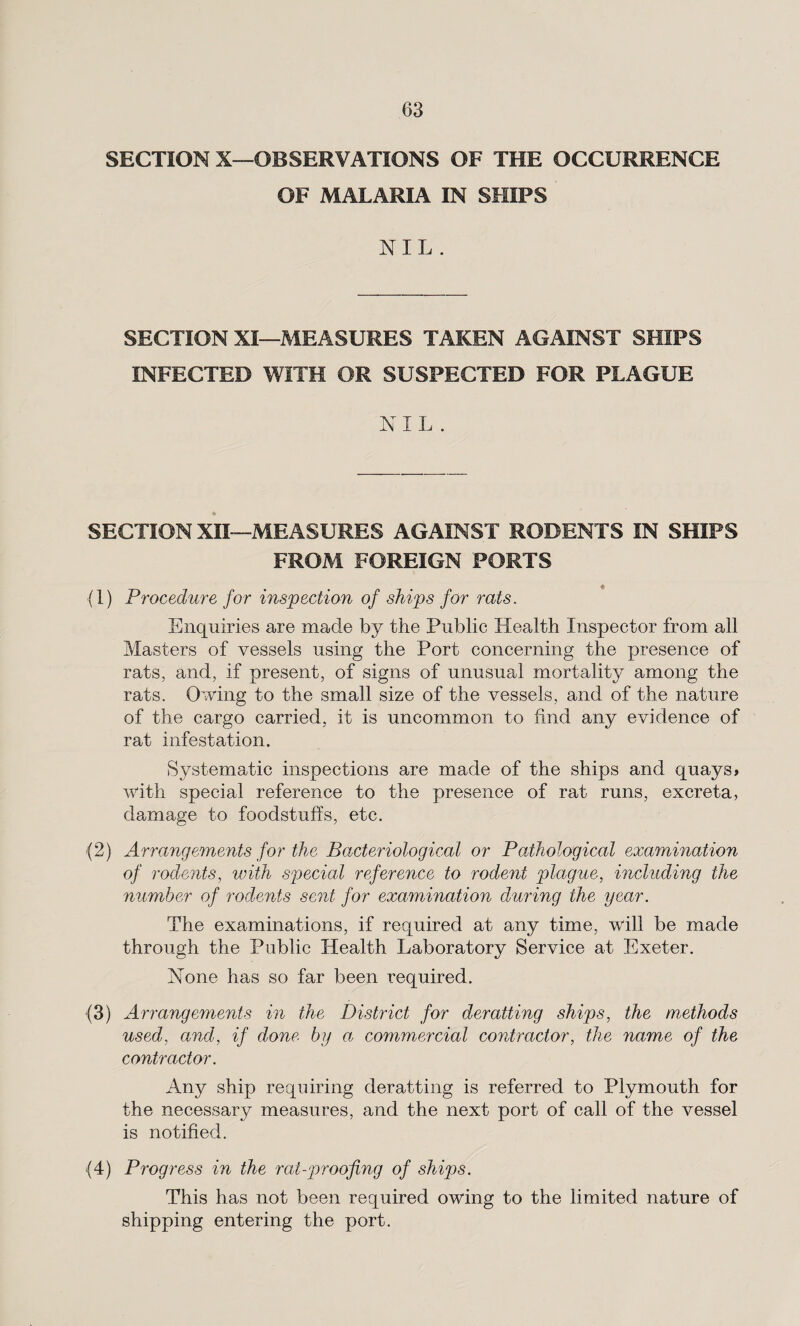 63
SECTION X—OBSERVATIONS OF THE OCCURRENCE
OF MALARIA IN SHIPS
NIL.
SECTION XI—MEASURES TAKEN AGAINST SHIPS
INFECTED WITH OR SUSPECTED FOR PLAGUE
NIL.
SECTION XII—MEASURES AGAINST RODENTS IN SHIPS
FROM FOREIGN PORTS
(1) Procedure for inspection of ships for rats.
Enquiries are made by the Public Health Inspector from all
Masters of vessels using the Port concerning the presence of
rats, and, if present, of signs of unusual mortality among the
rats. Owing to the small size of the vessels, and of the nature
of the cargo carried, it is uncommon to find any evidence of
rat infestation.
Systematic inspections are made of the ships and quays,
with special reference to the presence of rat runs, excreta,
damage to foodstuffs, etc.
(2) Arrangements for the Bacteriological or Pathological examination
of rodents, with special reference to rodent plague, including the
number of rodents sent for examination during the year.
The examinations, if required at any time, will be made
through the Public Health Laboratory Service at Exeter.
None has so far been required.
(3) Arrangements in the District for deratting ships, the methods
used, and, if done by a commercial contractor, the name of the
contractor.
Any ship requiring deratting is referred to Plymouth for
the necessary measures, and the next port of call of the vessel
is notified.
(4) Progress in the rat-proofing of ships.
This has not been required owing to the limited nature of
shipping entering the port.